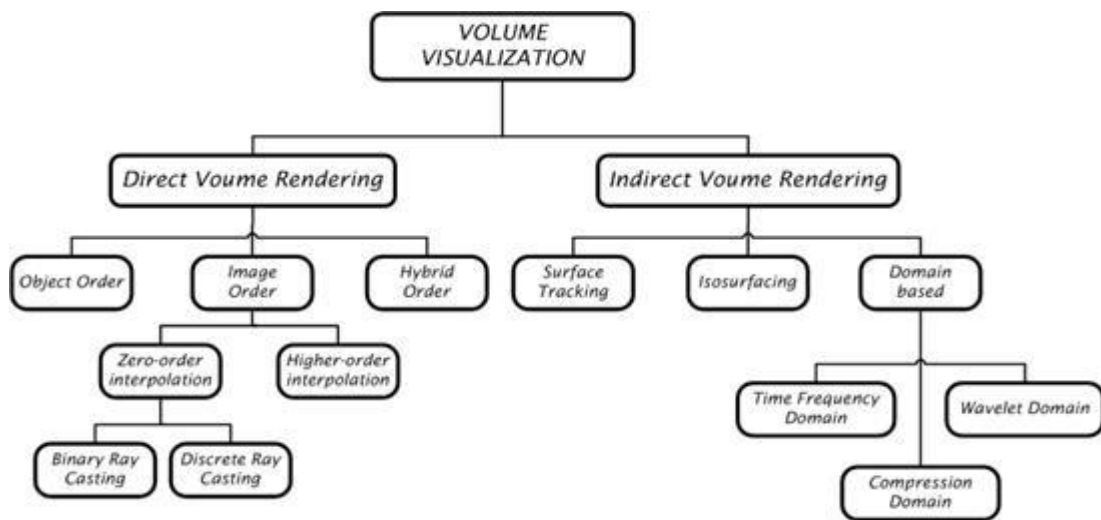 VOLUME
VISUALIZATION
Direct Voume Rendering
Indirect Voume Rendering
Object Order
Image
Order
Hybrid
Order
Surface
Tracking
Isosurfacing
Domain
based
Zero-order
interpolation
Higher-order
interpolation
Time Frequency
Domain
Wavelet Domain
Binary Ray
Casting
Discrete Ray
Casting
Compression
Domain